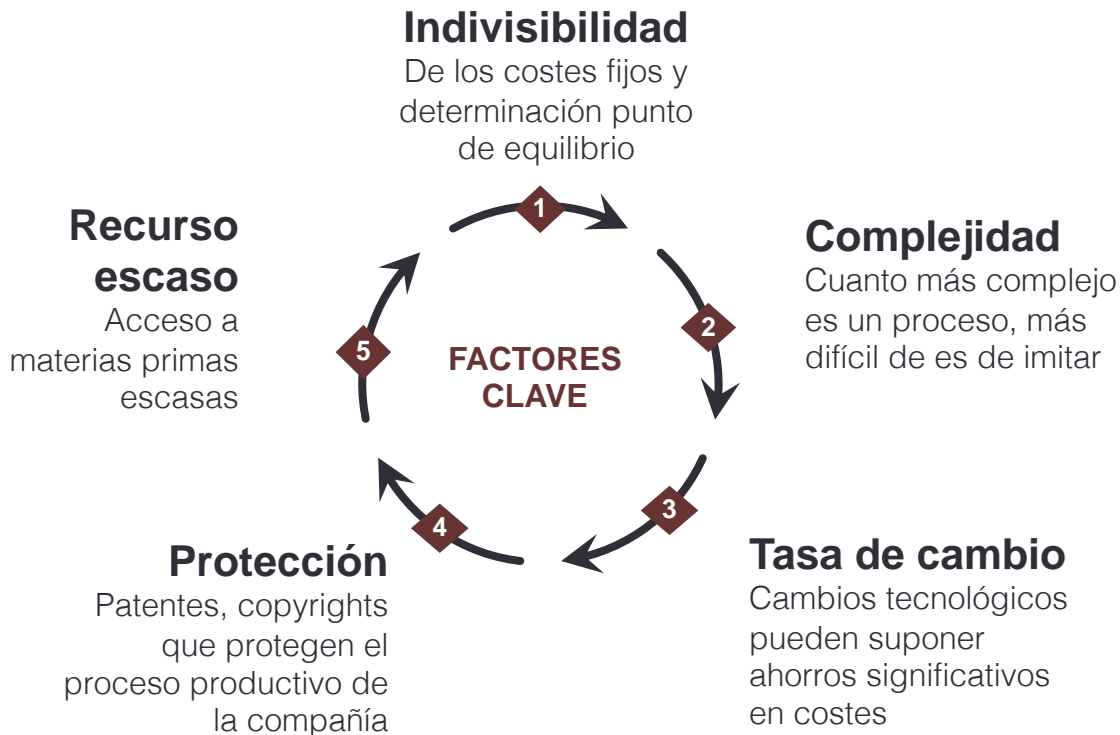 Indivisibilidad
De los costes fijos y
determinación punto
de equilibrio
1
Complejidad
Cuanto más complejo
es un proceso, más
difícil de es de imitar
2
Tasa de cambio
Cambios tecnológicos
pueden suponer
ahorros significativos
en costes
3
Protección
Patentes, copyrights
que protegen el
proceso productivo de
la compañía
4
Recurso
escaso
Acceso a
materias primas
escasas
5
FACTORES
CLAVE